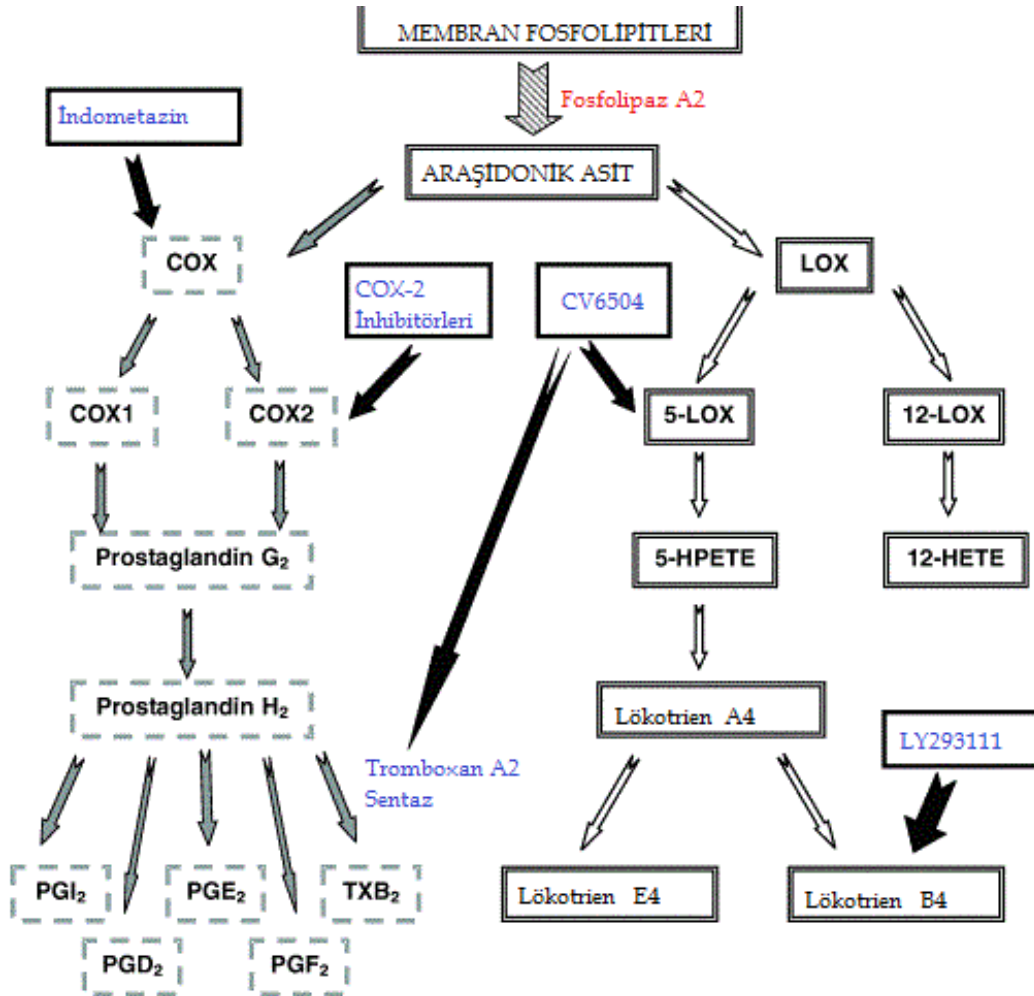 MEMBRAN FOSFOLİPİTLERİ
Fosfolipaz A2
İndometazin
ARAŞİDONİK ASİT
COX
LOX
COX-2
İnhibitörleri
CV6504
COX1
COX2
5-LOX
12-LOX
Prostaglandin G₂
5-HPETE
12-HETE
Prostaglandin H₂
Lökotrien A4
LY293111
Tromboxan A2
Sentaz
PGI₂
PGE₂
TXB₂
Lökotrien E4
Lökotrien B4
PGD₂
PGF₂